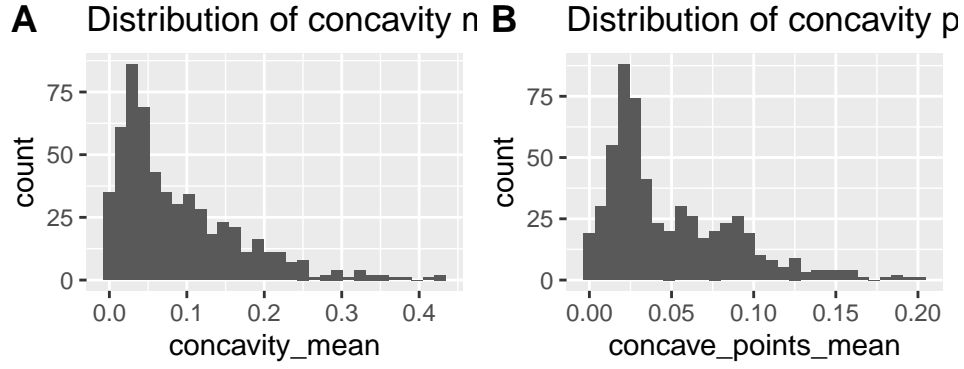 A Distribution of concavity n
75
50
25
0
count
0.0 0.1 0.2 0.3 0.4
concavity_mean
B Distribution of concavity p
75
50
25
0
count
0.00 0.05 0.10 0.15 0.20
concave_points_mean